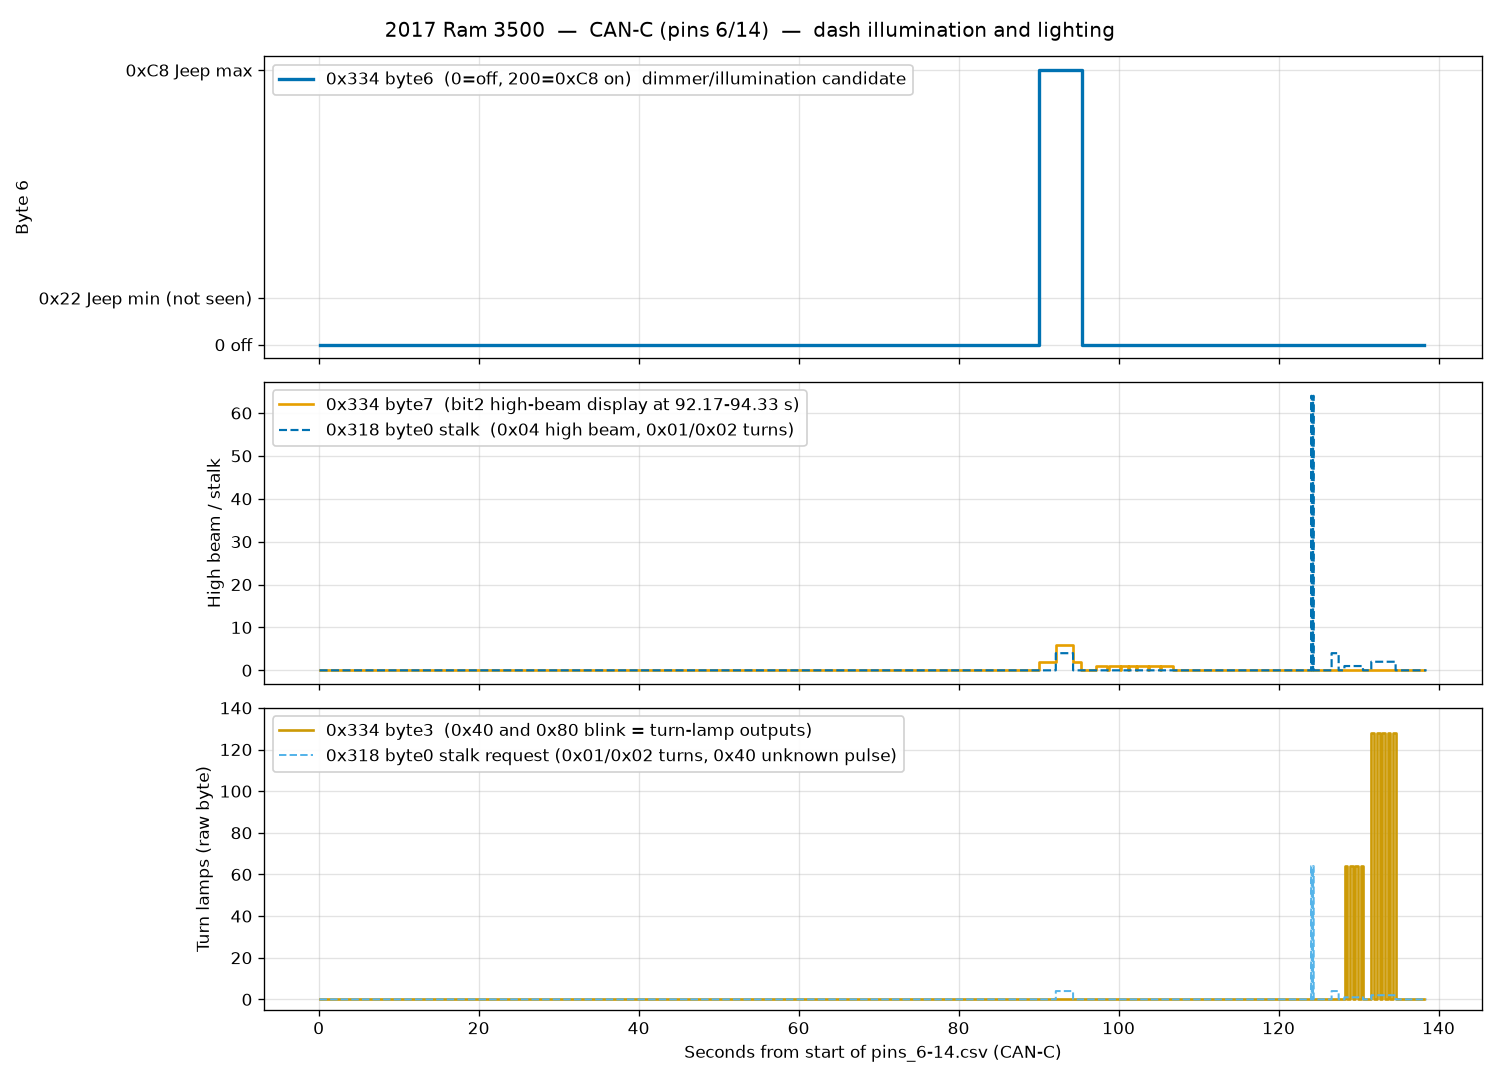 2017 Ram 3500 — CAN-C (pins 6/14) — dash illumination and lighting
0xC8 Jeep max
0x22 Jeep min (not seen)
0 off
Byte 6
0x334 byte6 (0=off, 200=0xC8 on) dimmer/illumination candidate
60
50
40
30
20
10
0
High beam / stalk
0x334 byte7 (bit2 high-beam display at 92.17-94.33 s)
0x318 byte0 stalk (0x04 high beam, 0x01/0x02 turns)
140
120
100
80
60
40
20
0
Turn lamps (raw byte)
0x334 byte3 (0x40 and 0x80 blink = turn-lamp outputs)
0x318 byte0 stalk request (0x01/0x02 turns, 0x40 unknown pulse)
0 20 40 60 80 100 120 140
Seconds from start of pins_6-14.csv (CAN-C)